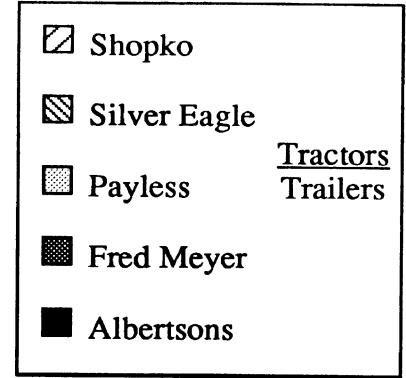 Shopko
Silver Eagle
Tractors
Payless
Trailers
Fred Meyer
Albertsons